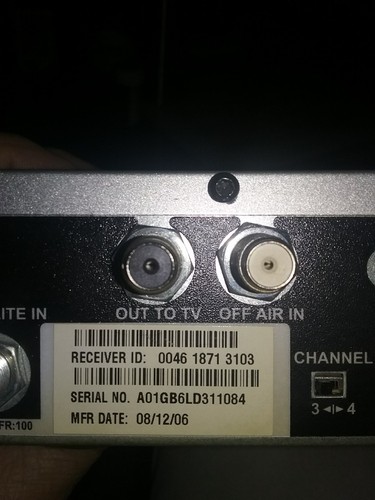 ITE IN
OUT TO TV
OFF AIR IN
RECEIVER ID: 0046 1871 3103
SERIAL NO. A01GB6LD311084
MFR DATE: 08/12/06
CHANNEL
3 ◄|► 4
FR:100